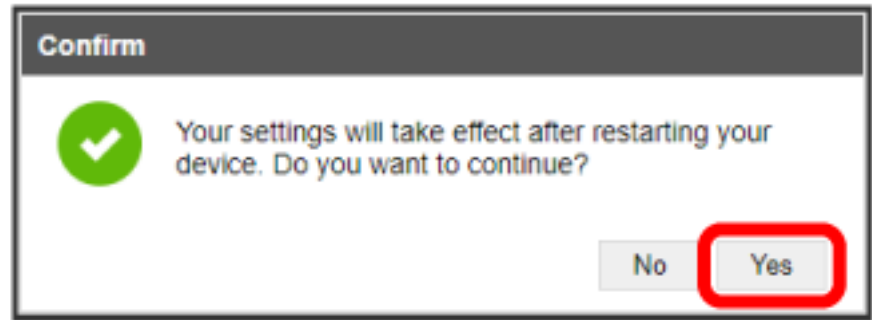 Confirm
Your settings will take effect after restarting your
device. Do you want to continue?
No
Yes